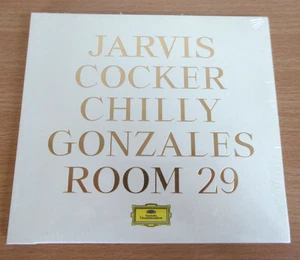 JARVIS
COCKER
CHILLY
GONZALES
ROOM 29